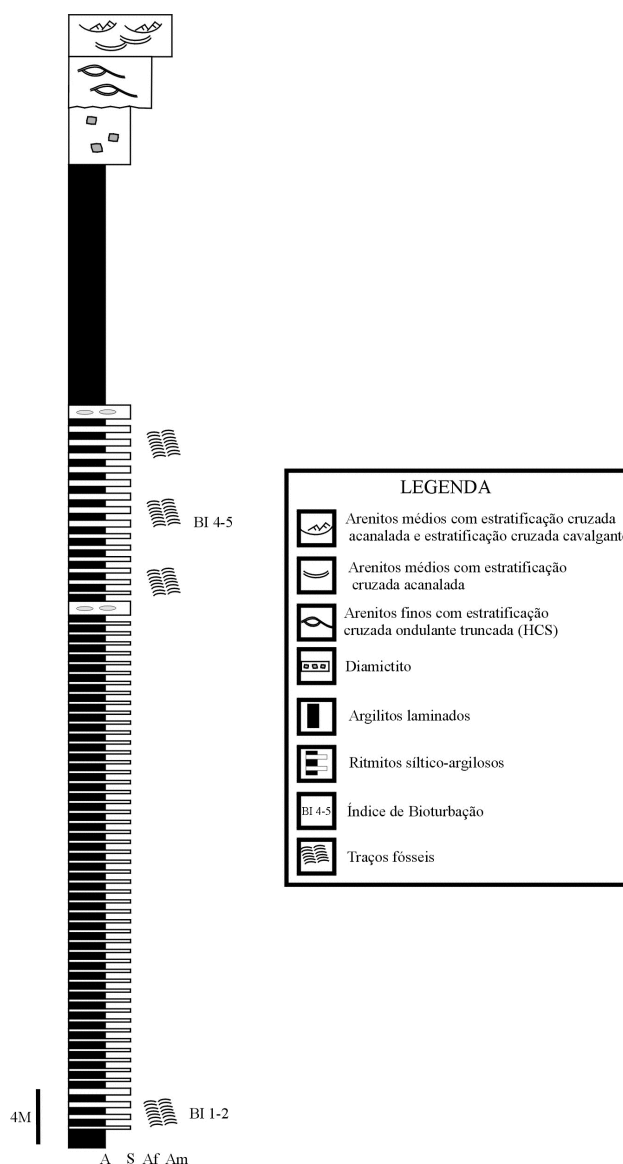 BI 4-5
LEGENDA
Arenitos médios com estratificação cruzada
acanalada e estratificação cruzada cavalgante
Arenitos médios com estratificação
cruzada acanalada
Arenitos finos com estratificação
cruzada ondulante truncada (HCS)
Diamictito
Argilitos laminados
Ritmitos síltico-argilosos
BI 4-5 Índice de Bioturbação
Traços fósseis
4M
BI 1-2
A S Af Am